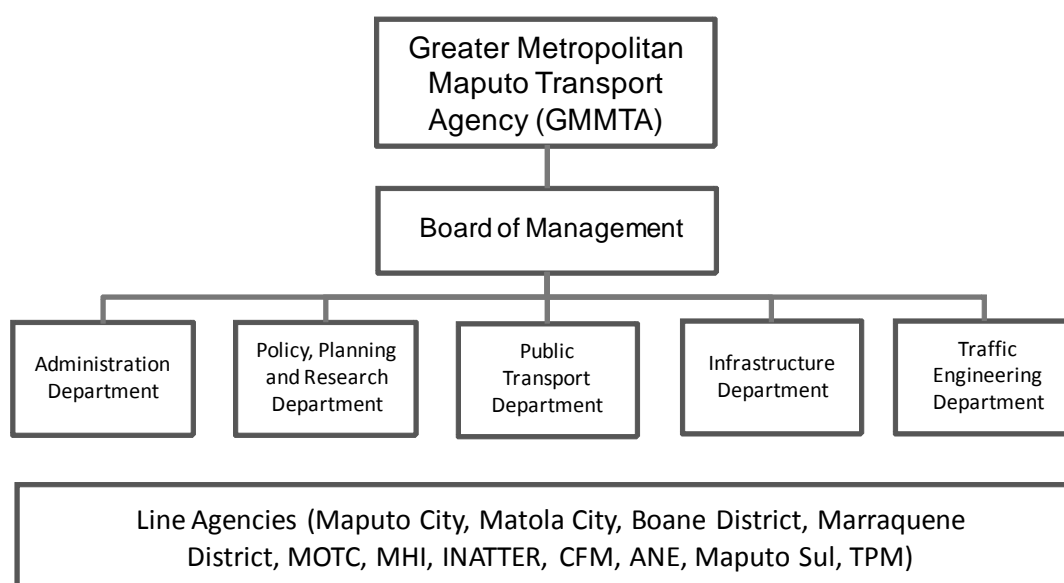 Greater Metropolitan
Maputo Transport
Agency (GMMTA)
Board of Management
Administration
Department
Policy, Planning
and Research
Department
Public
Transport
Department
Infrastructure
Department
Traffic
Engineering
Department
Line Agencies (Maputo City, Matola City, Boane District, Marraquene
District, MOTC, MHI, INATTER, CFM, ANE, Maputo Sul, TPM)